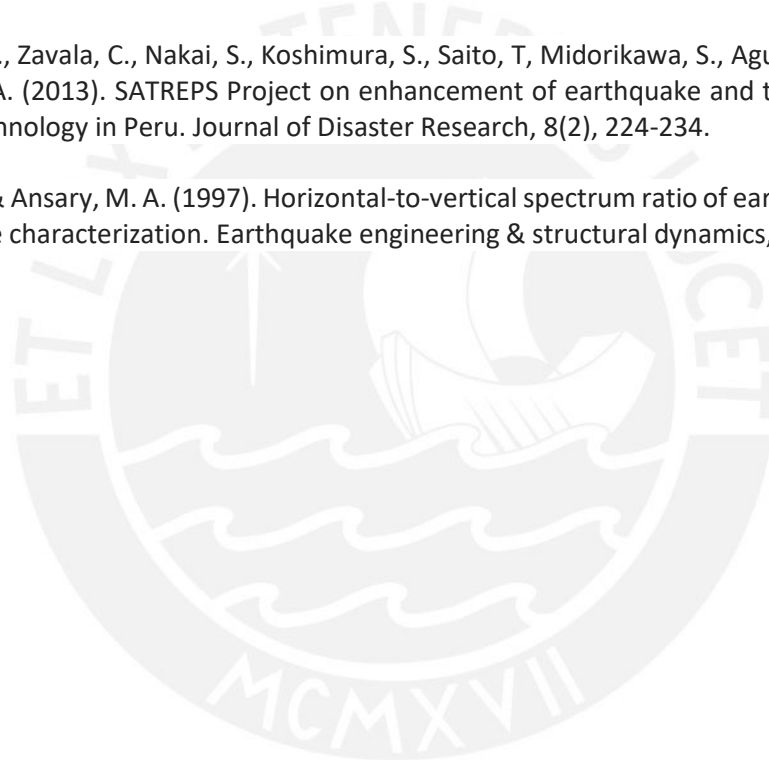 ., Zavala, C., Nakai, S., Koshimura, S., Saito, T, Midorikawa, S., Agu
A. (2013). SATREPS Project on enhancement of earthquake and t
hnology in Peru. Journal of Disaster Research, 8(2), 224-234.
& Ansary, M. A. (1997). Horizontal-to-vertical spectrum ratio of ear
e characterization. Earthquake engineering & structural dynamics,
MCMXVII